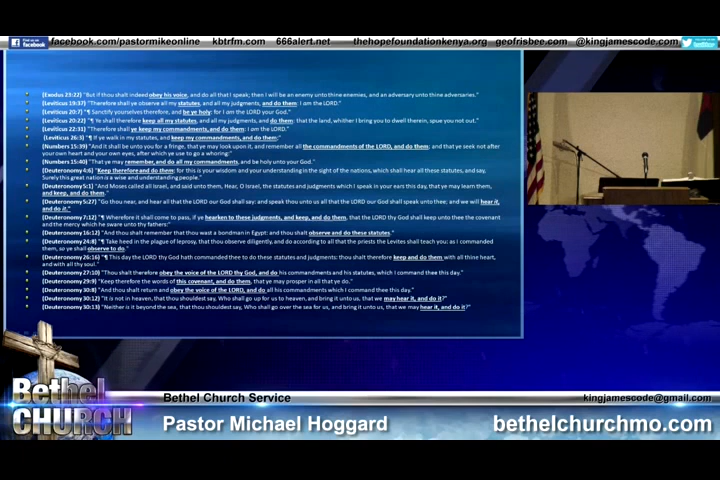 Find us on facebook facebook.com/pastormikeonline kbtrfm.com 666alert.net thehopefoundationkenya.org geofrisbee.com @kingjamescode.com
(Exodus 23:22) "But if thou shalt indeed obey his voice, and do all that I speak; then I will be an enemy unto thine enemies, and an adversary unto thine adversaries."
(Leviticus 19:37) "Therefore shall ye observe all my statutes, and all my judgments, and do them: I am the LORD."
(Leviticus 20:7) "¶ Sanctify yourselves therefore, and be ye holy: for I am the LORD your God."
(Leviticus 20:22) "¶ Ye shall therefore keep all my statutes, and all my judgments, and do them: that the land, whither I bring you to dwell therein, spue you not out."
(Leviticus 22:31) "Therefore shall ye keep my commandments, and do them: I am the LORD."
(Leviticus 26:3) "¶ If ye walk in my statutes, and keep my commandments, and do them;"
(Numbers 15:39) "And it shall be unto you for a fringe, that ye may look upon it, and remember all the commandments of the LORD, and do them; and that ye seek not after
your own heart and your own eyes, after which ye use to go a whoring:"
(Numbers 15:40) "That ye may remember, and do all my commandments, and be holy unto your God."
(Deuteronomy 4:6) "Keep therefore and do them; for this is your wisdom and your understanding in the sight of the nations, which shall hear all these statutes, and say,
Surely this great nation is a wise and understanding people."
(Deuteronomy 5:1) "And Moses called all Israel, and said unto them, Hear, O Israel, the statutes and judgments which I speak in your ears this day, that ye may learn them,
and keep, and do them."
(Deuteronomy 5:27) "Go thou near, and hear all that the LORD our God shall say: and speak thou unto us all that the LORD our God shall speak unto thee; and we will hear it,
and do it."
(Deuteronomy 7:12) "¶ Wherefore it shall come to pass, if ye hearken to these judgments, and keep, and do them, that the LORD thy God shall keep unto thee the covenant
and the mercy which he sware unto thy fathers:"
(Deuteronomy 16:12) "And thou shalt remember that thou wast a bondman in Egypt: and thou shalt observe and do these statutes."
(Deuteronomy 24:8) "¶ Take heed in the plague of leprosy, that thou observe diligently, and do according to all that the priests the Levites shall teach you: as I commanded
them, so ye shall observe to do."
(Deuteronomy 26:16) "¶ This day the LORD thy God hath commanded thee to do these statutes and judgments: thou shalt therefore keep and do them with all thine heart,
and with all thy soul."
(Deuteronomy 27:10) "Thou shalt therefore obey the voice of the LORD thy God, and do his commandments and his statutes, which I command thee this day."
(Deuteronomy 29:9) "Keep therefore the words of this covenant, and do them, that ye may prosper in all that ye do."
(Deuteronomy 30:8) "And thou shalt return and obey the voice of the LORD, and do all his commandments which I command thee this day."
(Deuteronomy 30:12) "It is not in heaven, that thou shouldest say, Who shall go up for us to heaven, and bring it unto us, that we may hear it, and do it?"
(Deuteronomy 30:13) "Neither is it beyond the sea, that thou shouldest say, Who shall go over the sea for us, and bring it unto us, that we may hear it, and do it?"
Bethel
CHURCH
Bethel Church Service kingjamescode@gmail.com
Pastor Michael Hoggard bethelchurchmo.com